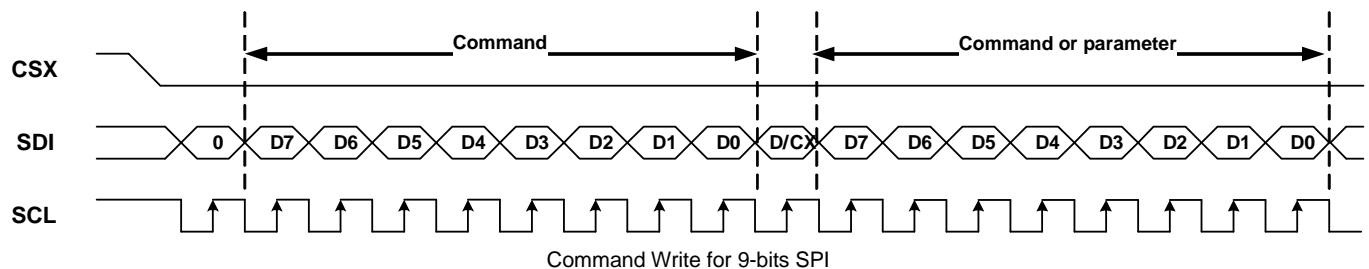 Command
Command or parameter
CSX
SDI 0 D7 D6 D5 D4 D3 D2 D1 D0 D/CX D7 D6 D5 D4 D3 D2 D1 D0
SCL
Command Write for 9-bits SPI